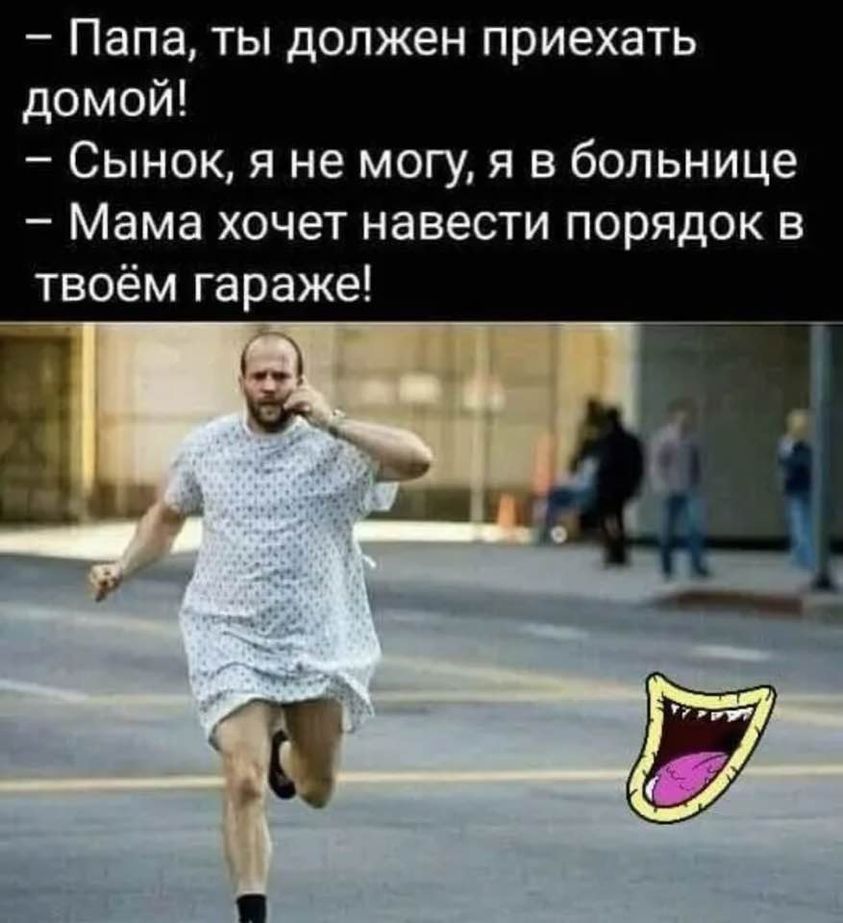 – Папа, ты должен приехать
домой!
– Сынок, я не могу, я в больнице
– Мама хочет навести порядок в
твоём гараже!